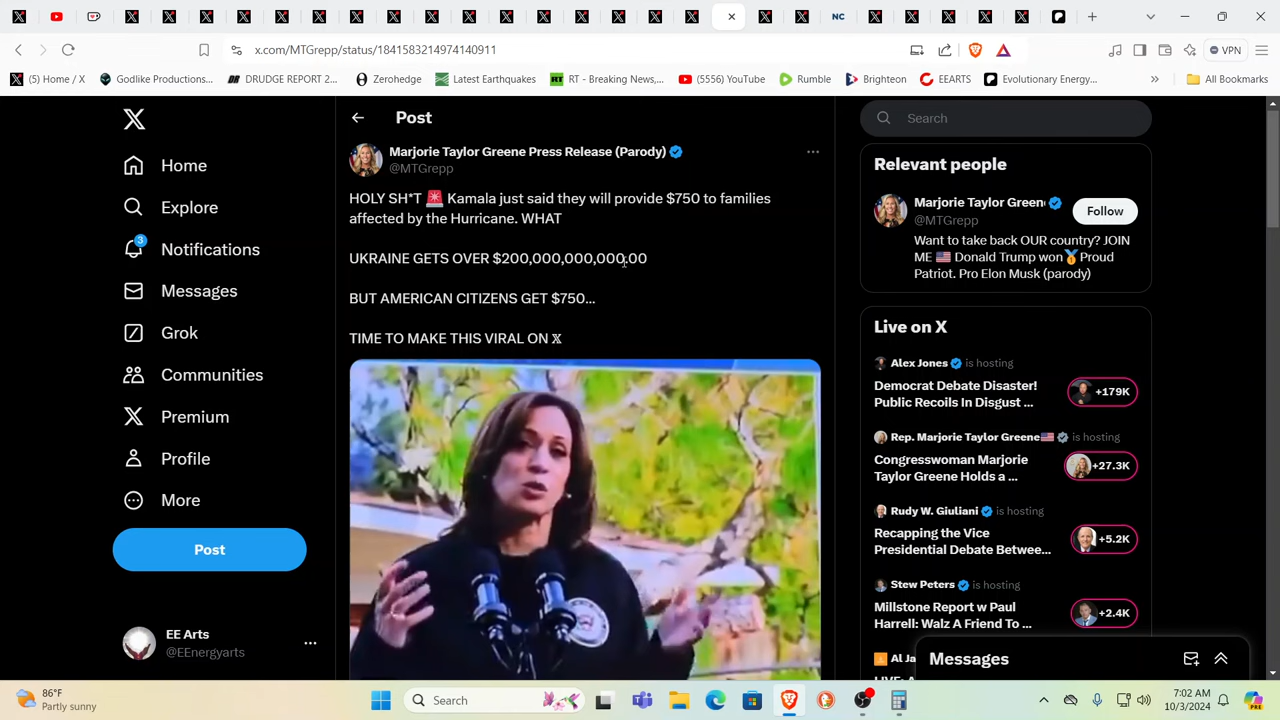 NC
x.com/MTGrepp/status/1841583214974140911
VPN
(5) Home / X
Godlike Productions...
DRUDGE REPORT 2...
Zerohedge
Latest Earthquakes
RT - Breaking News,...
(5556) YouTube
Rumble
Brighteon
EEARTS
Evolutionary Energy...
»
All Bookmarks
Home
Explore
3
Notifications
Messages
Grok
Communities
Premium
Profile
More
Post
EE Arts
@EEnergyarts
Post
Marjorie Taylor Greene Press Release (Parody)
@MTGrepp
HOLY SH*T 🚨 Kamala just said they will provide $750 to families
affected by the Hurricane. WHAT
UKRAINE GETS OVER $200,000,000,000.00
BUT AMERICAN CITIZENS GET $750...
TIME TO MAKE THIS VIRAL ON 𝕏
Search
Relevant people
Marjorie Taylor Green
@MTGrepp
Follow
Want to take back OUR country? JOIN
ME 🇺🇸 Donald Trump won🥇Proud
Patriot. Pro Elon Musk (parody)
Live on X
Alex Jones is hosting
Democrat Debate Disaster!
Public Recoils In Disgust ...
+179K
Rep. Marjorie Taylor Greene🇺🇸 is hosting
Congresswoman Marjorie
Taylor Greene Holds a ...
+27.3K
Rudy W. Giuliani is hosting
Recapping the Vice
Presidential Debate Betwee...
+5.2K
Stew Peters is hosting
Millstone Report w Paul
Harrell: Walz A Friend To ...
+2.4K
Al Ja
Messages
86°F
Partly sunny
Search
7:02 AM
10/3/2024
PRE